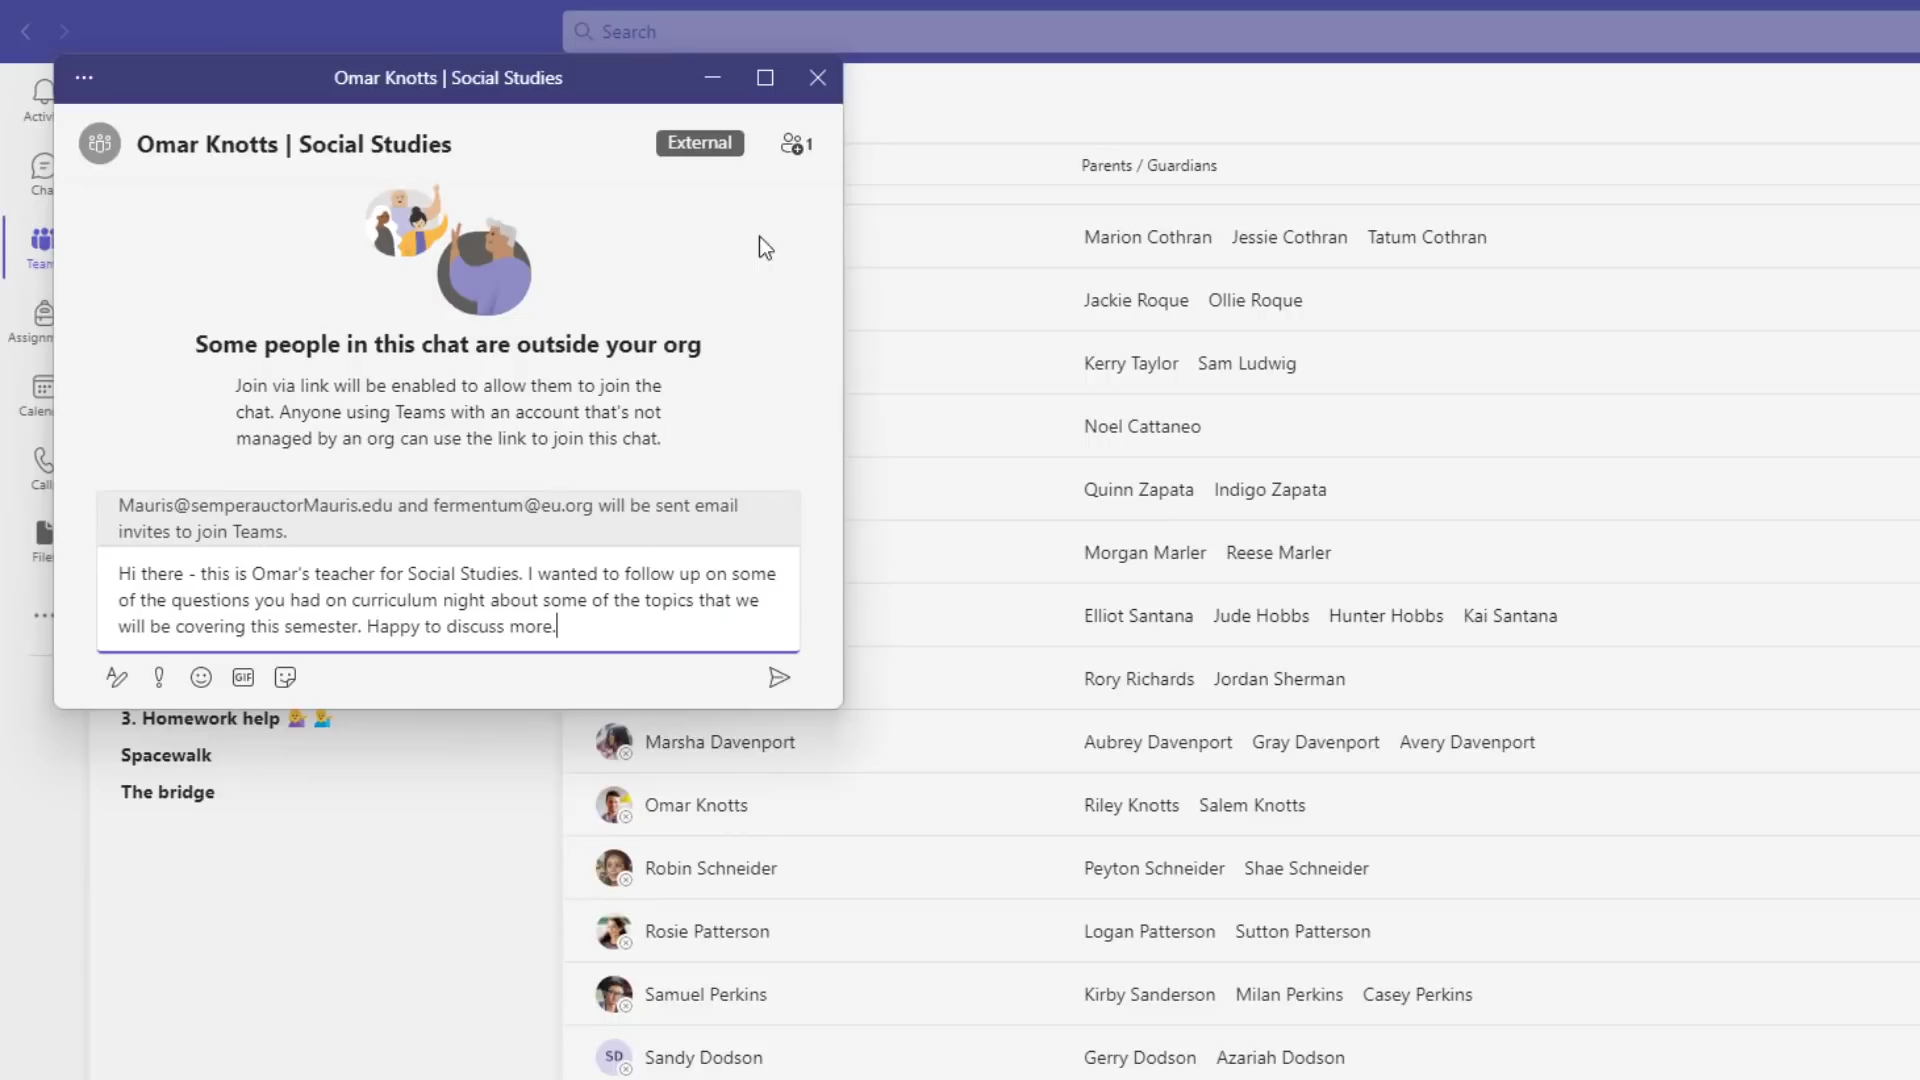 Search
Omar Knotts | Social Studies
Omar Knotts | Social Studies
External
1
Some people in this chat are outside your org
Join via link will be enabled to allow them to join the
chat. Anyone using Teams with an account that's not
managed by an org can use the link to join this chat.
Mauris@semperauctorMauris.edu and fermentum@eu.org will be sent email
invites to join Teams.
Hi there - this is Omar's teacher for Social Studies. I wanted to follow up on some
of the questions you had on curriculum night about some of the topics that we
will be covering this semester. Happy to discuss more.
GIF
Activi
Cha
Team
Assignm
Calen
Call
File
3. Homework help
Spacewalk
The bridge
Parents / Guardians
Marion Cothran Jessie Cothran Tatum Cothran
Jackie Roque Ollie Roque
Kerry Taylor Sam Ludwig
Noel Cattaneo
Quinn Zapata Indigo Zapata
Morgan Marler Reese Marler
Elliot Santana Jude Hobbs Hunter Hobbs Kai Santana
Rory Richards Jordan Sherman
Marsha Davenport Aubrey Davenport Gray Davenport Avery Davenport
Omar Knotts Riley Knotts Salem Knotts
Robin Schneider Peyton Schneider Shae Schneider
Rosie Patterson Logan Patterson Sutton Patterson
Samuel Perkins Kirby Sanderson Milan Perkins Casey Perkins
SD Sandy Dodson Gerry Dodson Azariah Dodson